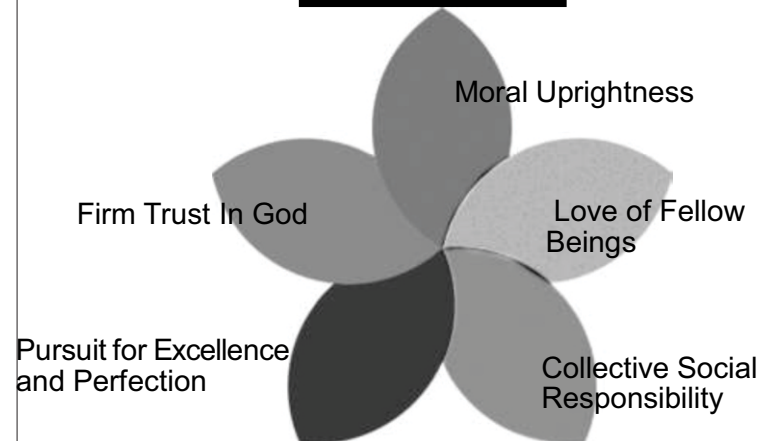 Moral Uprightness
Firm Trust In God
Love of Fellow
Beings
Pursuit for Excellence
and Perfection
Collective Social
Responsibility